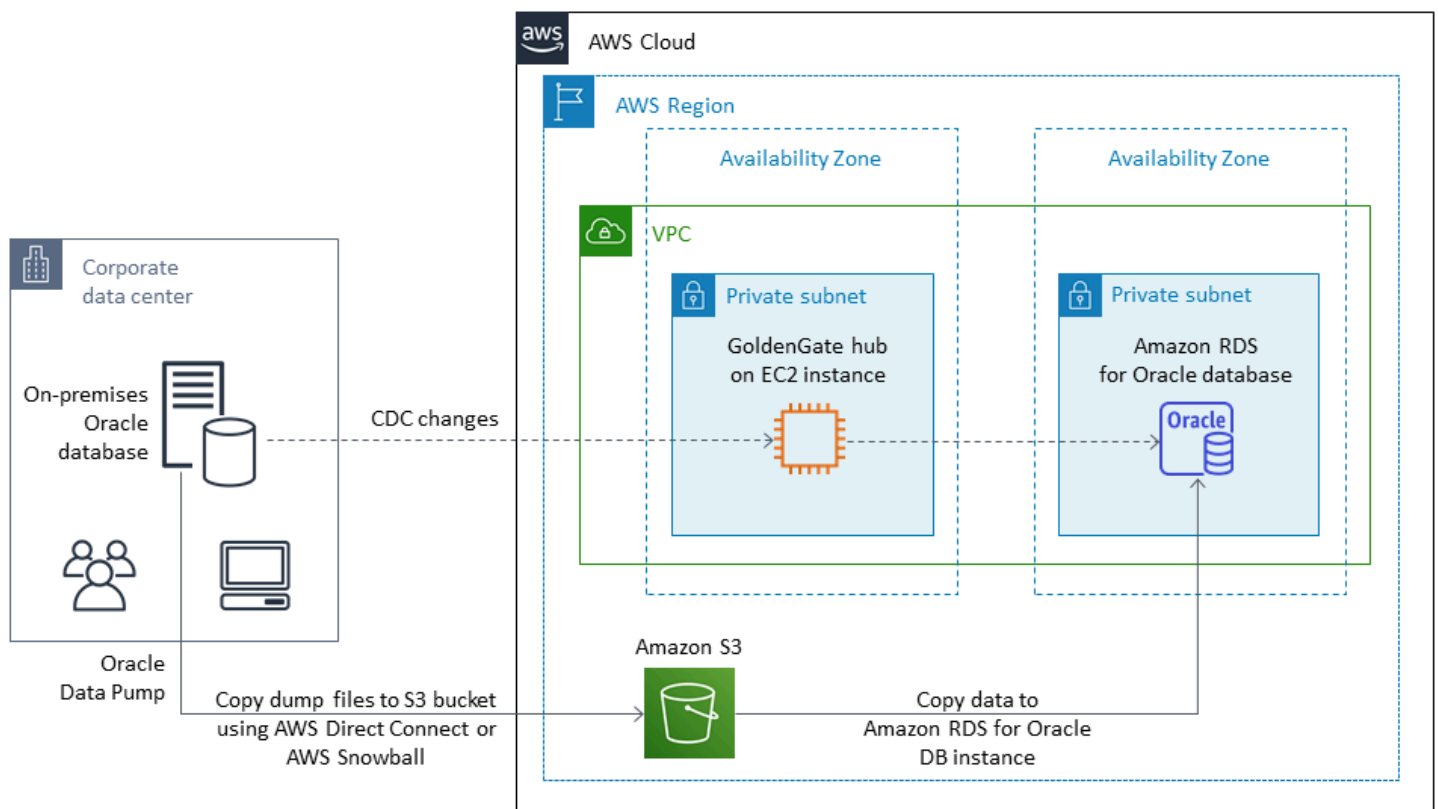 aws
AWS Cloud
AWS Region
Availability Zone
Availability Zone
VPC
Corporate
data center
Private subnet
Private subnet
GoldenGate hub
on EC2 instance
Amazon RDS
for Oracle database
On-premises
Oracle
database
CDC changes
Oracle
Amazon S3
Oracle
Data Pump
Copy dump files to S3 bucket
using AWS Direct Connect or
AWS Snowball
Copy data to
Amazon RDS for Oracle
DB instance